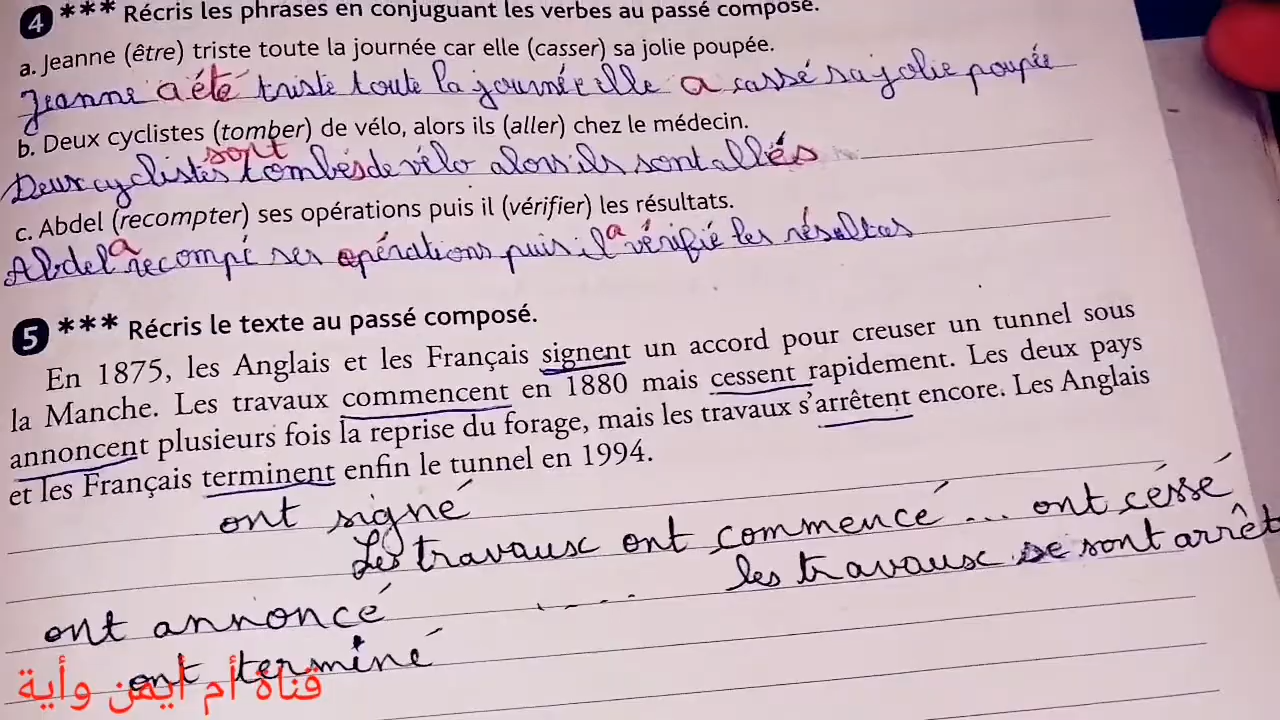 4 *** Récris les phrases en conjuguant les verbes au passé composé.
a. Jeanne (être) triste toute la journée car elle (casser) sa jolie poupée.
Jeanne a été triste toute la journée elle a cassé sa jolie poupée
b. Deux cyclistes (tomber) de vélo, alors ils (aller) chez le médecin.
Deux cyclistes sont tombés de vélo alors ils sont allés
c. Abdel (recompter) ses opérations puis il (vérifier) les résultats.
Abdel a recompé ses opérations puis il a vérifié les résultas
5 *** Récris le texte au passé composé.
En 1875, les Anglais et les Français signent un accord pour creuser un tunnel sous
la Manche. Les travaux commencent en 1880 mais cessent rapidement. Les deux pays
annoncent plusieurs fois la reprise du forage, mais les travaux s'arrêtent encore. Les Anglais
et les Français terminent enfin le tunnel en 1994.
ont signé
Les travaux ont commencé ... ont céssé
les travaux se sont arrêt
ont annoncé ....
ont terminé
قناة أم أيمن وأية